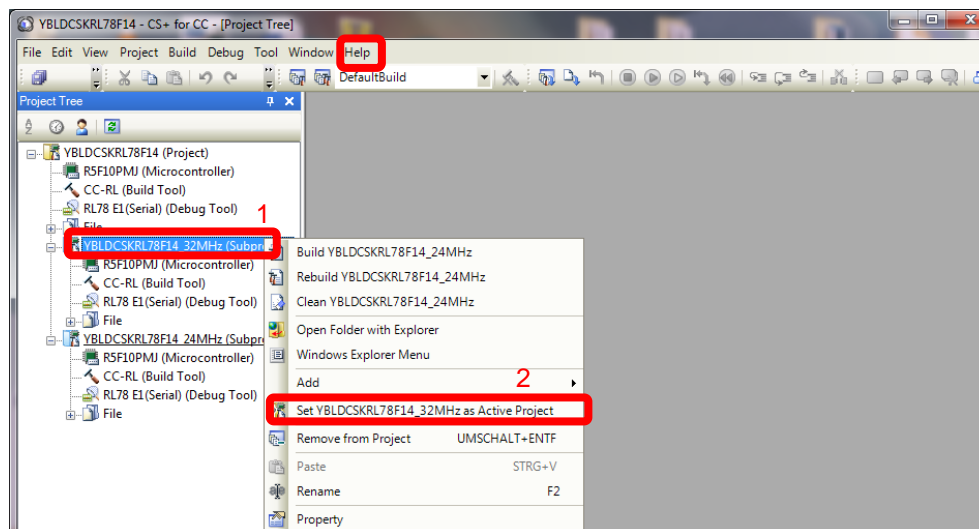 YBLDCSKRL78F14 - CS+ for CC - [Project Tree]
File Edit View Project Build Debug Tool Window Help
DefaultBuild
Project Tree
YBLDCSKRL78F14 (Project)
R5F10PMJ (Microcontroller)
CC-RL (Build Tool)
RL78 E1(Serial) (Debug Tool)
1
File
YBLDCSKRL78F14_32MHz (Subpr
R5F10PMJ (Microcontroller)
CC-RL (Build Tool)
RL78 E1(Serial) (Debug Tool)
File
YBLDCSKRL78F14_24MHz (Subpr
R5F10PMJ (Microcontroller)
CC-RL (Build Tool)
RL78 E1(Serial) (Debug Tool)
File
Build YBLDCSKRL78F14_24MHz
Rebuild YBLDCSKRL78F14_24MHz
Clean YBLDCSKRL78F14_24MHz
Open Folder with Explorer
Windows Explorer Menu
Add
2
Set YBLDCSKRL78F14_32MHz as Active Project
Remove from Project UMSCHALT+ENTF
Paste STRG+V
Rename F2
Property